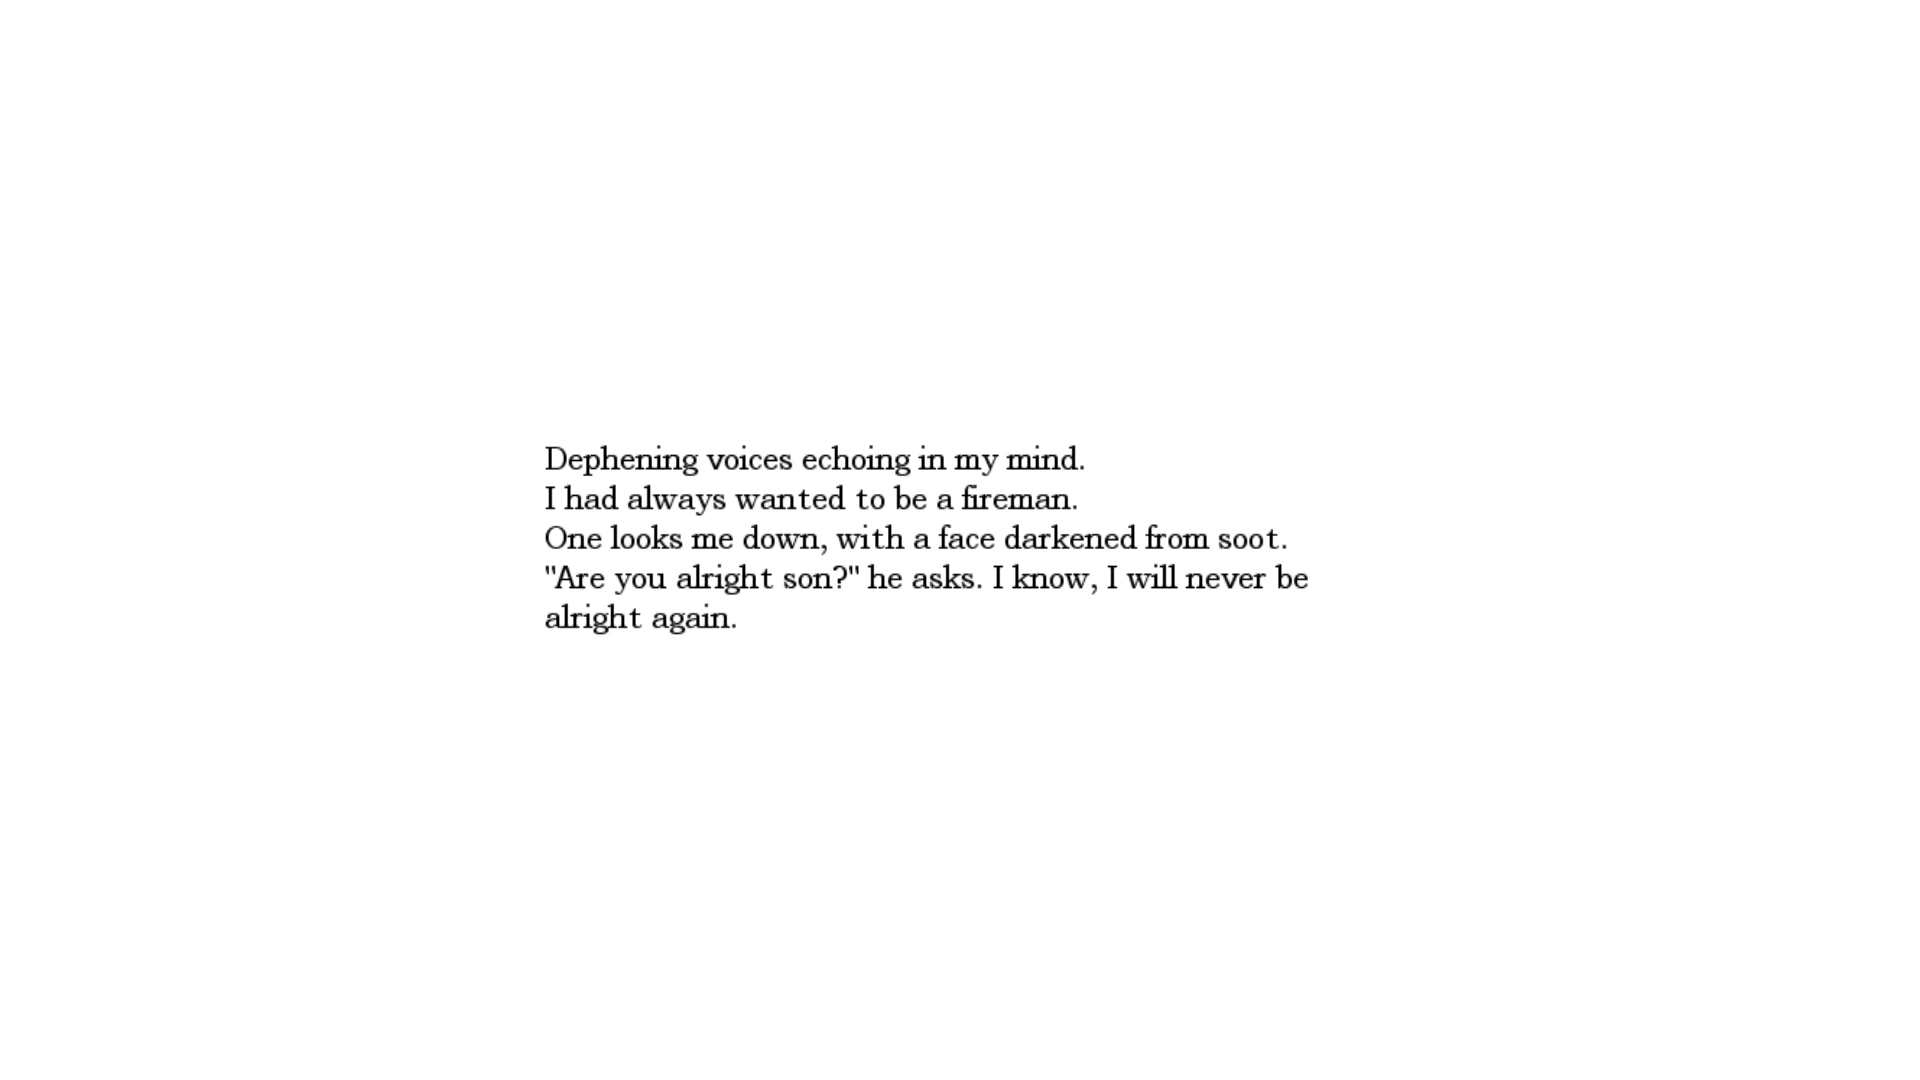 Dephening voices echoing in my mind.
I had always wanted to be a fireman.
One looks me down, with a face darkened from soot.
"Are you alright son?" he asks. I know, I will never be
alright again.